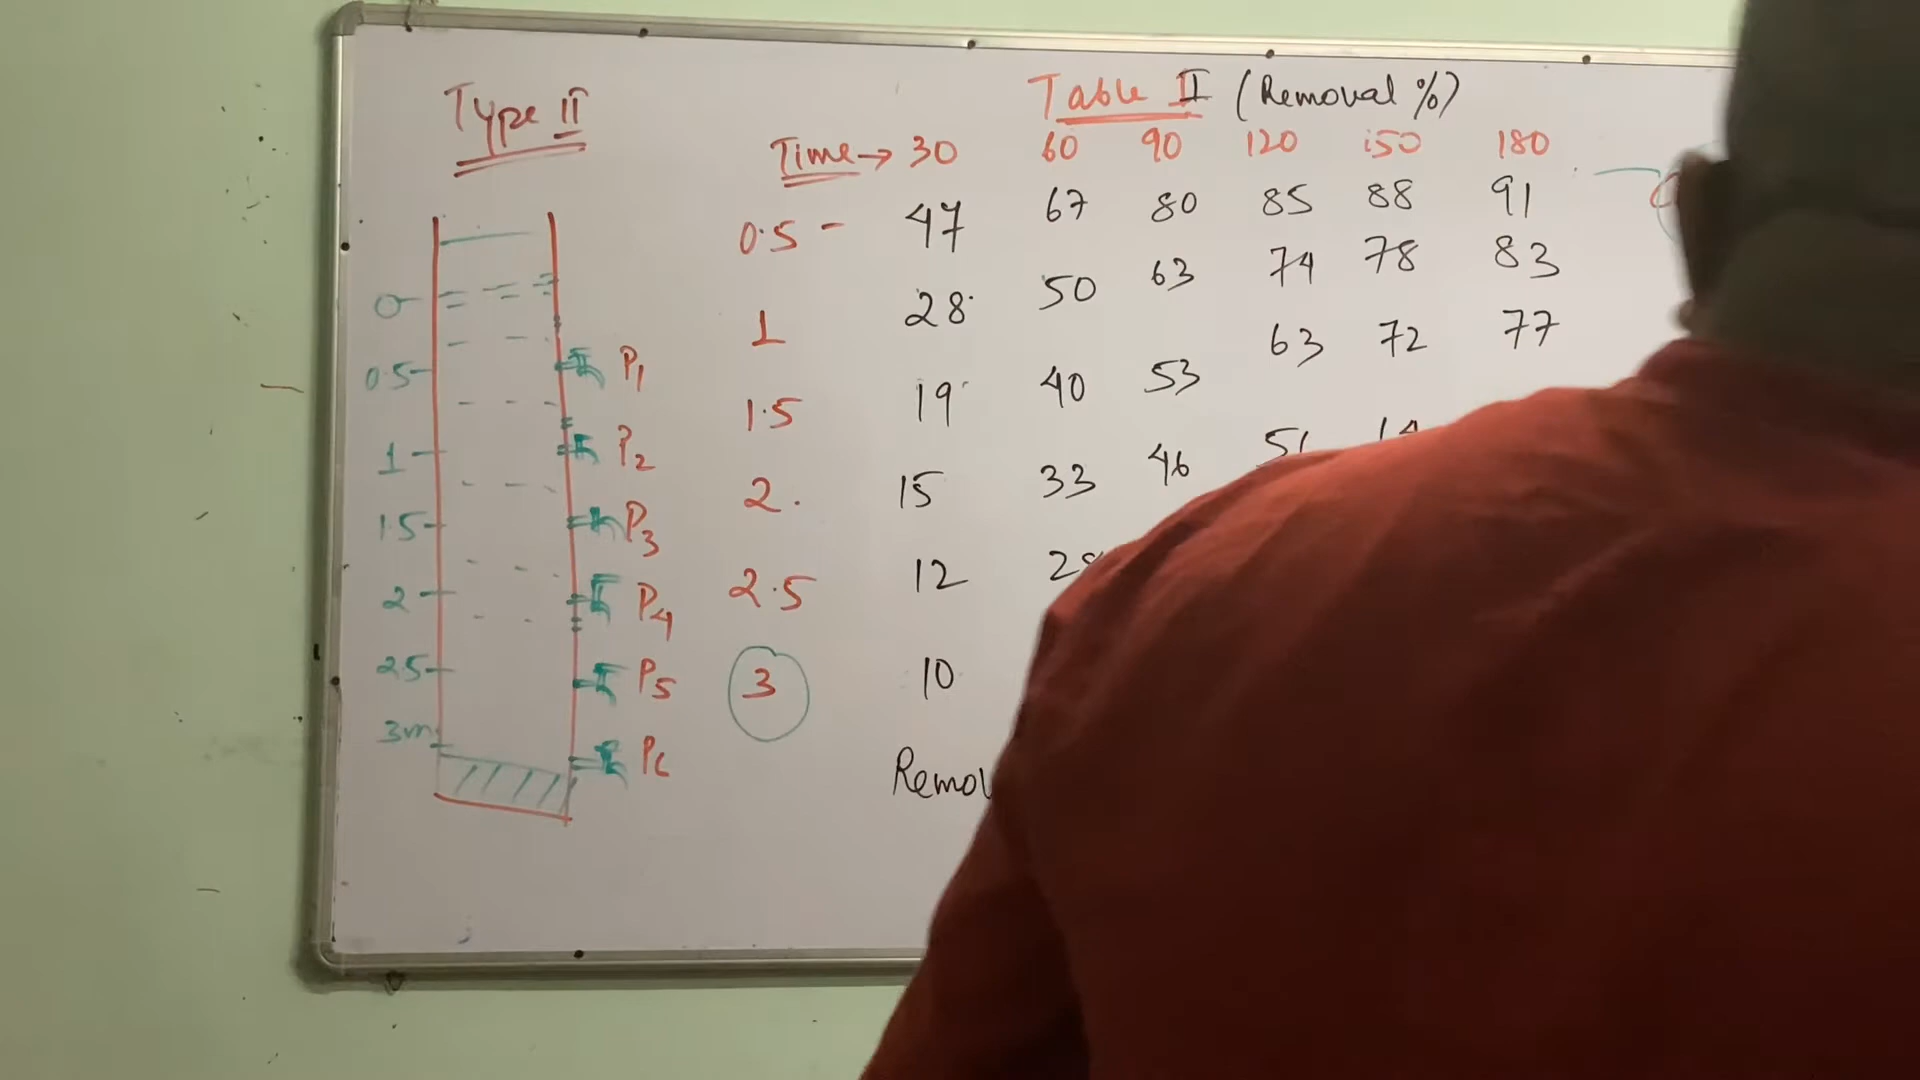 Type II
0
0.5
1
1.5
2
2.5
3m
P1
P2
P3
P4
P5
P6
Table II (Removal %)
Time → 30 60 90 120 150 180
0.5 - 47 67 80 85 88 91
1 28 50 63 74 78 83
1.5 19 40 53 63 72 77
2. 15 33 46
2.5 12
3 10